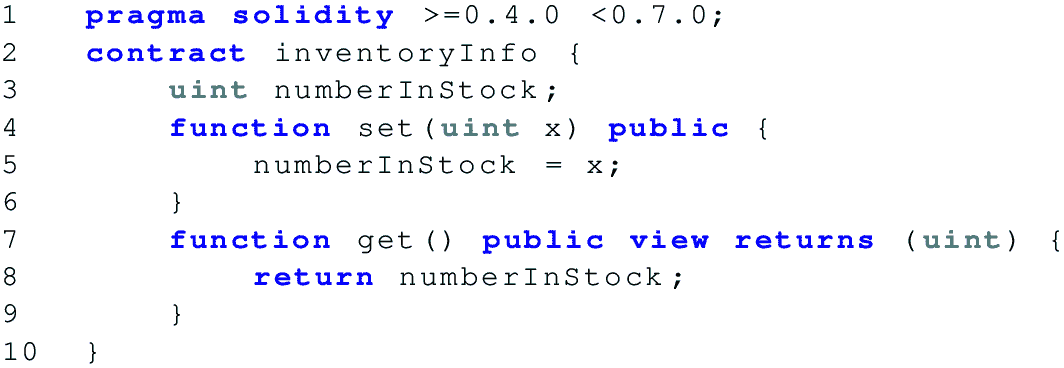 1 pragma solidity >=0.4.0 <0.7.0;
2 contract inventoryInfo {
3 uint numberInStock;
4 function set(uint x) public {
5 numberInStock = x;
6 }
7 function get() public view returns (uint) {
8 return numberInStock;
9 }
10 }